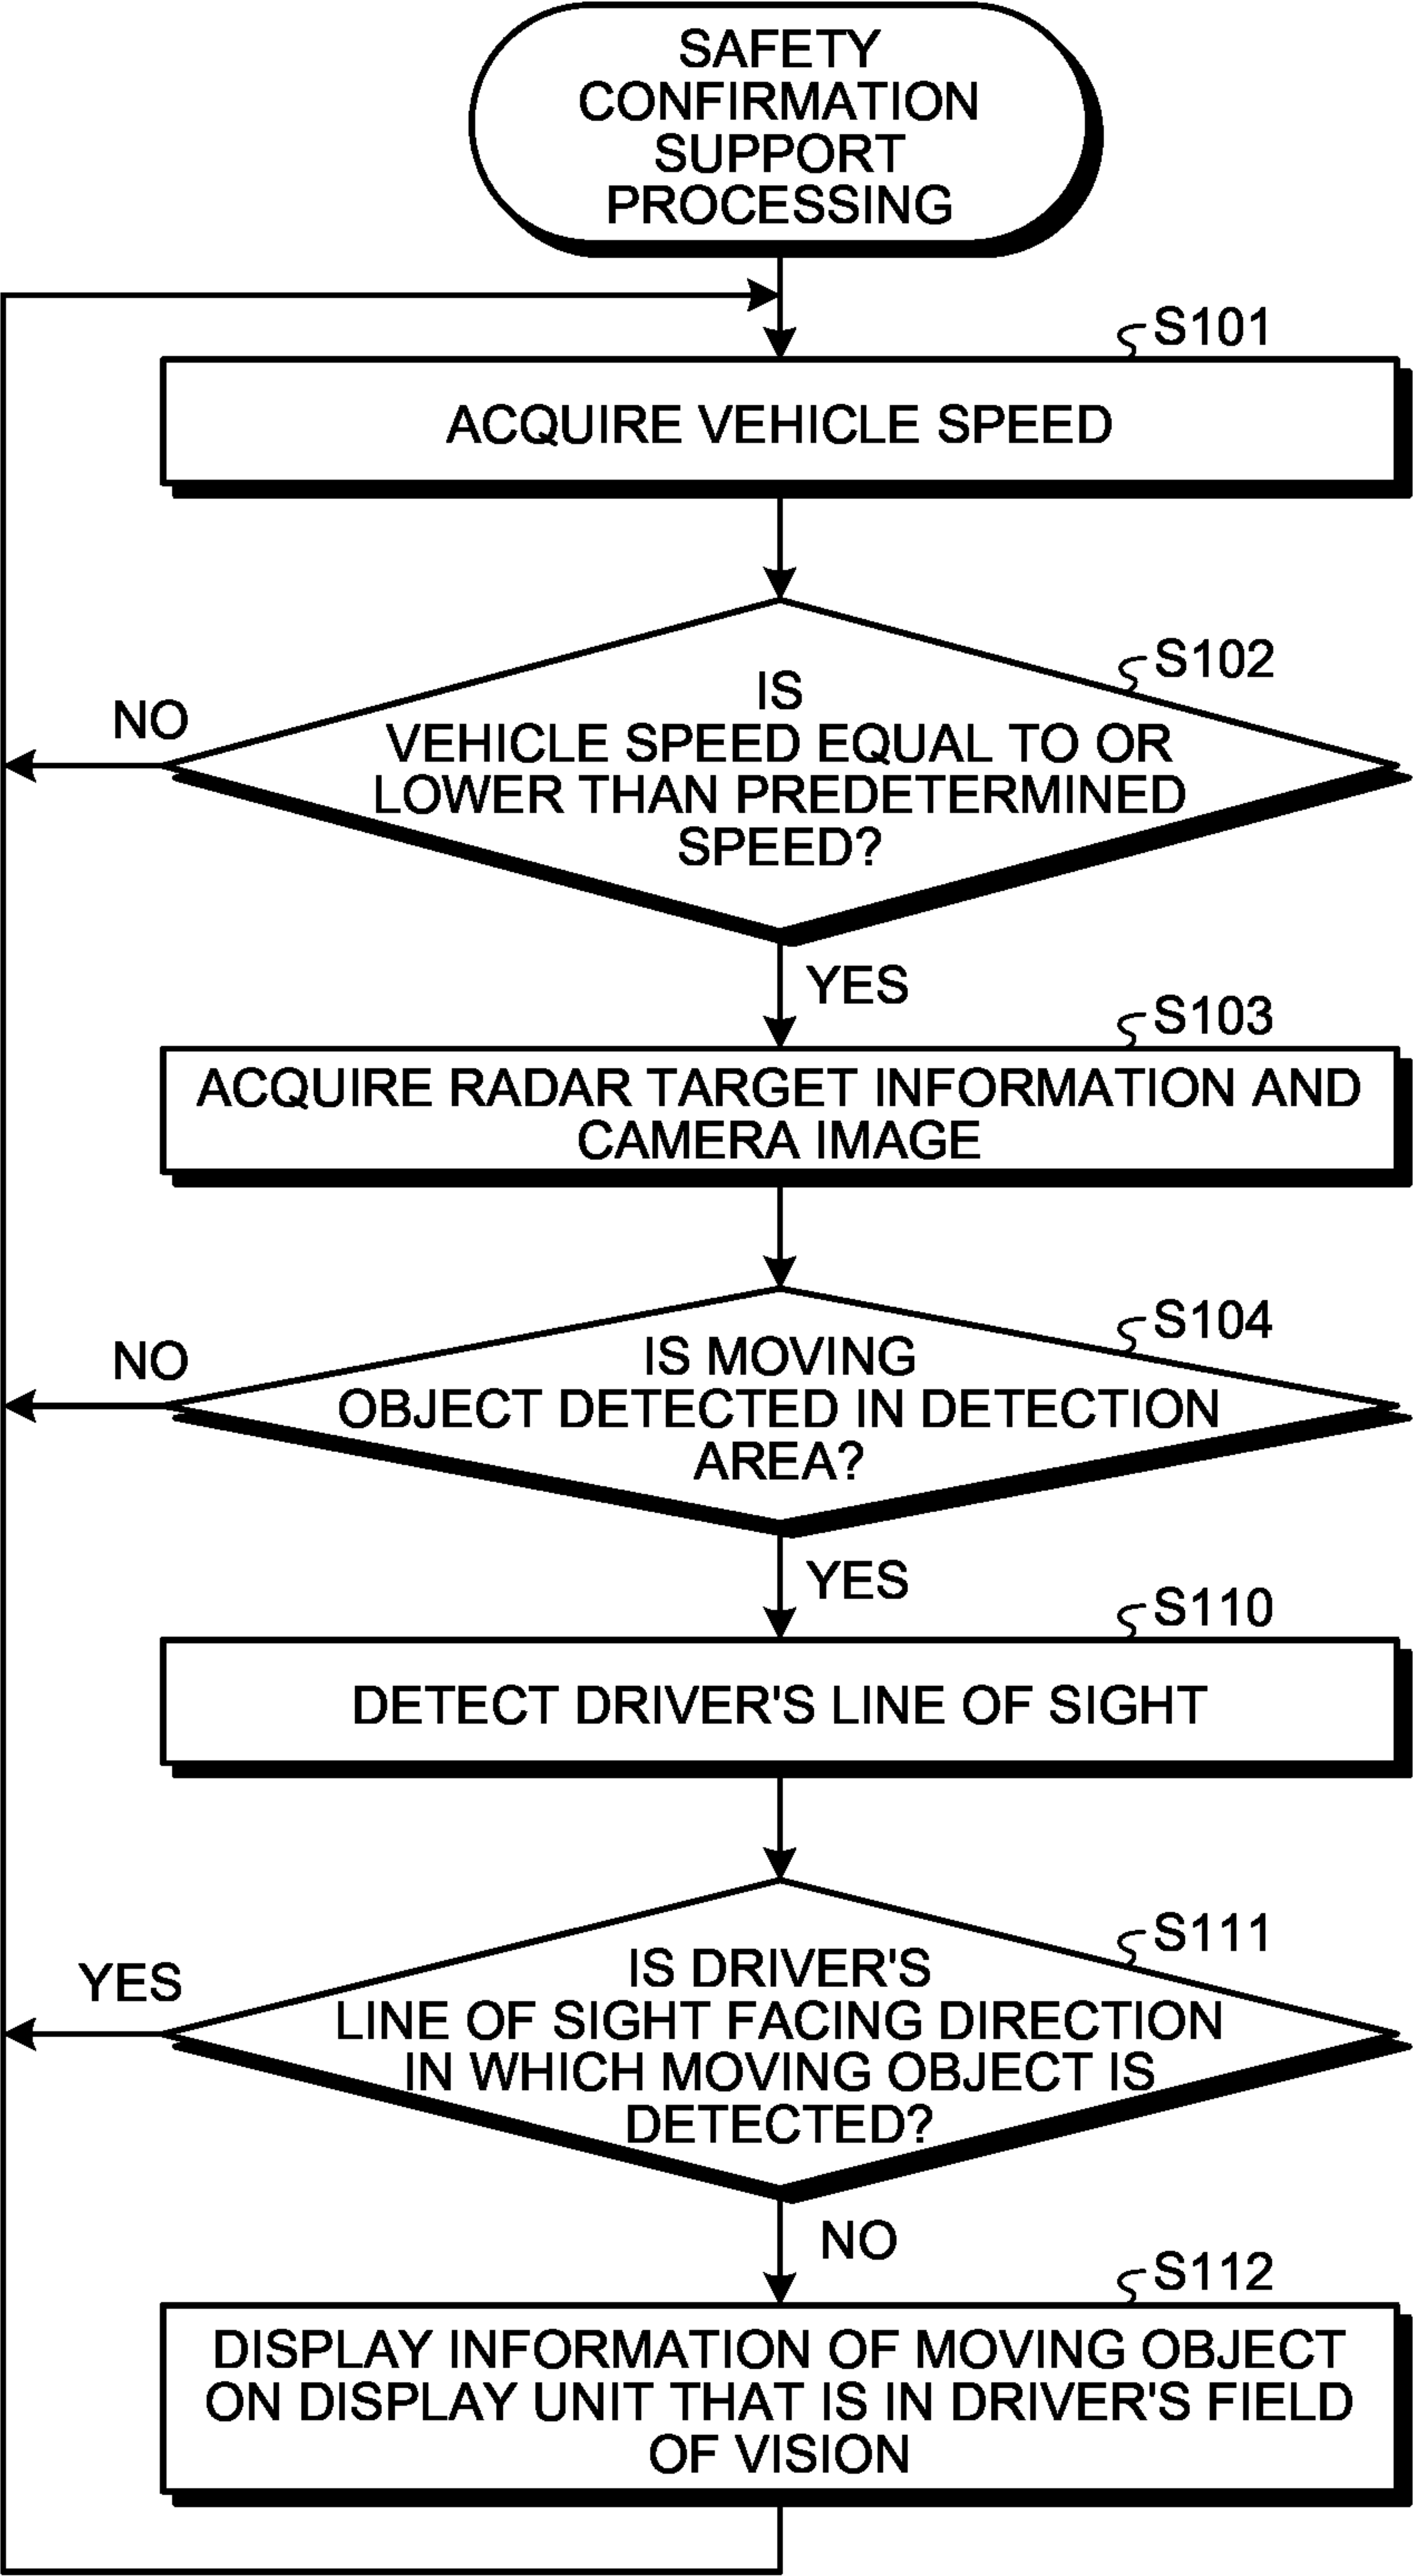 SAFETY
CONFIRMATION
SUPPORT
PROCESSING
S101
ACQUIRE VEHICLE SPEED
S102
IS
VEHICLE SPEED EQUAL TO OR
LOWER THAN PREDETERMINED
SPEED?
NO
YES
S103
ACQUIRE RADAR TARGET INFORMATION AND
CAMERA IMAGE
S104
IS MOVING
OBJECT DETECTED IN DETECTION
AREA?
NO
YES
S110
DETECT DRIVER'S LINE OF SIGHT
S111
IS DRIVER'S
LINE OF SIGHT FACING DIRECTION
IN WHICH MOVING OBJECT IS
DETECTED?
YES
NO
S112
DISPLAY INFORMATION OF MOVING OBJECT
ON DISPLAY UNIT THAT IS IN DRIVER'S FIELD
OF VISION